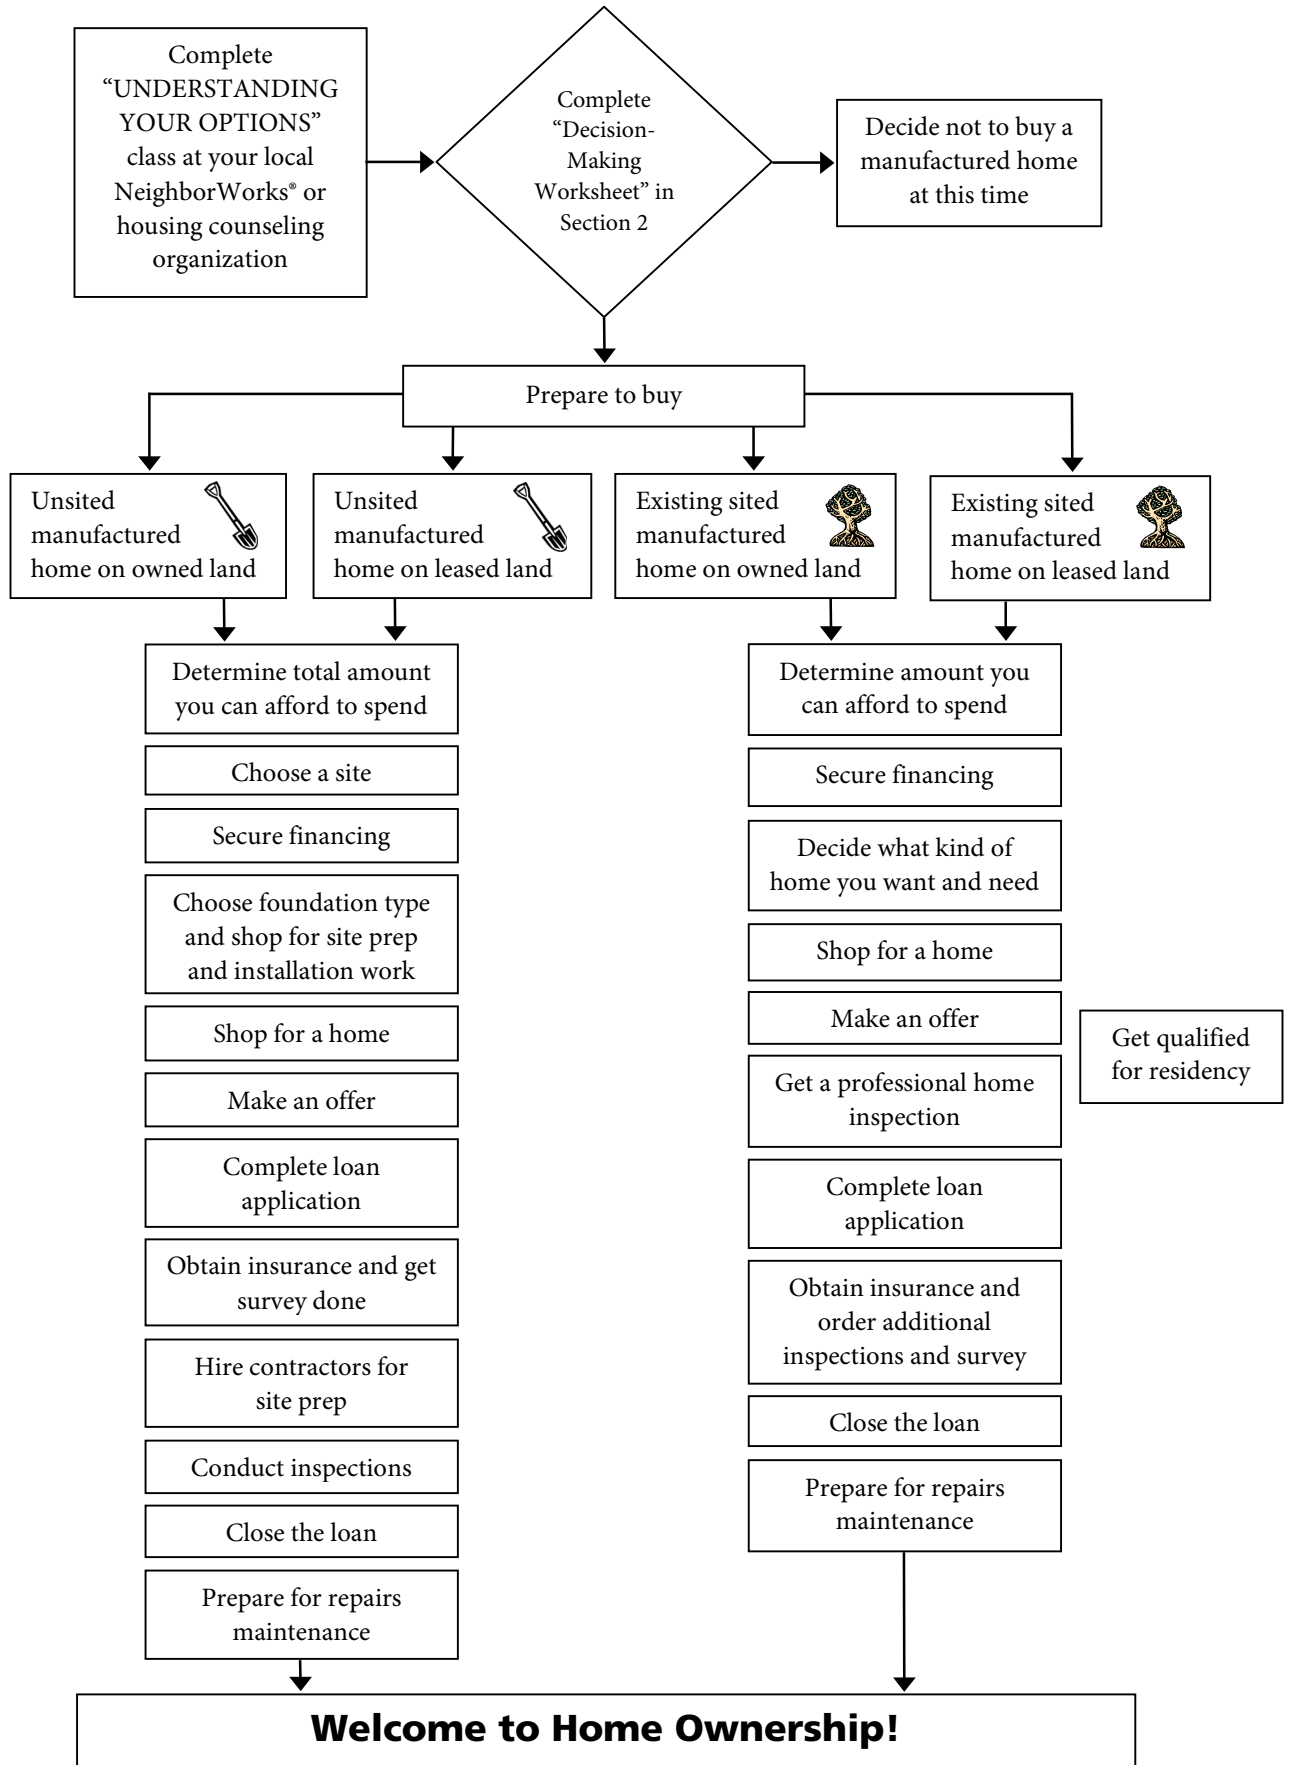 Complete
“UNDERSTANDING
YOUR OPTIONS”
class at your local
NeighborWorks® or
housing counseling
organization
Complete
“Decision-
Making
Worksheet” in
Section 2
Decide not to buy a
manufactured home
at this time
Prepare to buy
Unsited
manufactured
home on owned land
Unsited
manufactured
home on leased land
Existing sited
manufactured
home on owned land
Existing sited
manufactured
home on leased land
Determine total amount
you can afford to spend
Choose a site
Secure financing
Choose foundation type
and shop for site prep
and installation work
Shop for a home
Make an offer
Complete loan
application
Obtain insurance and get
survey done
Hire contractors for
site prep
Conduct inspections
Close the loan
Prepare for repairs
maintenance
Determine amount you
can afford to spend
Secure financing
Decide what kind of
home you want and need
Shop for a home
Make an offer
Get a professional home
inspection
Complete loan
application
Obtain insurance and
order additional
inspections and survey
Close the loan
Prepare for repairs
maintenance
Get qualified
for residency
Welcome to Home Ownership!